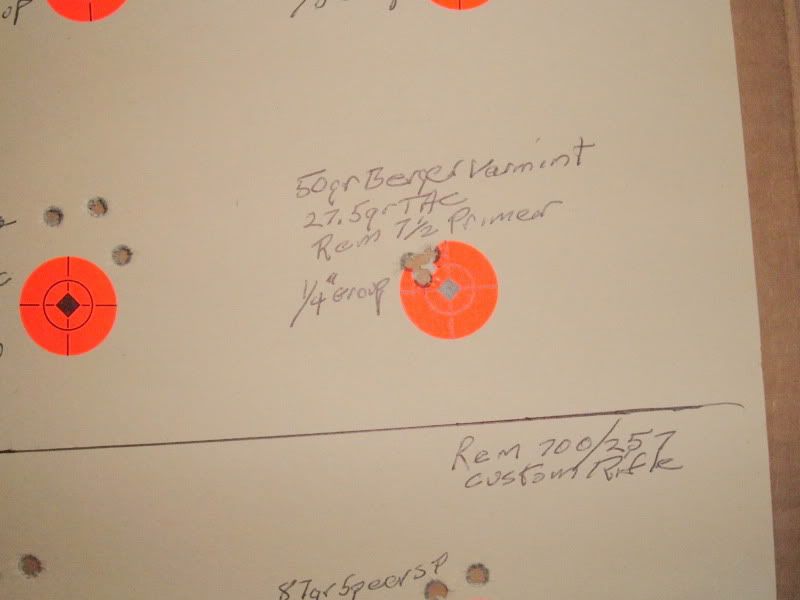 50gr Berger Varmint
27.5gr TAC
Rem 7½ Primer
1/4" Group
Rem 700/257
Custom Rifle
87gr Spear SP